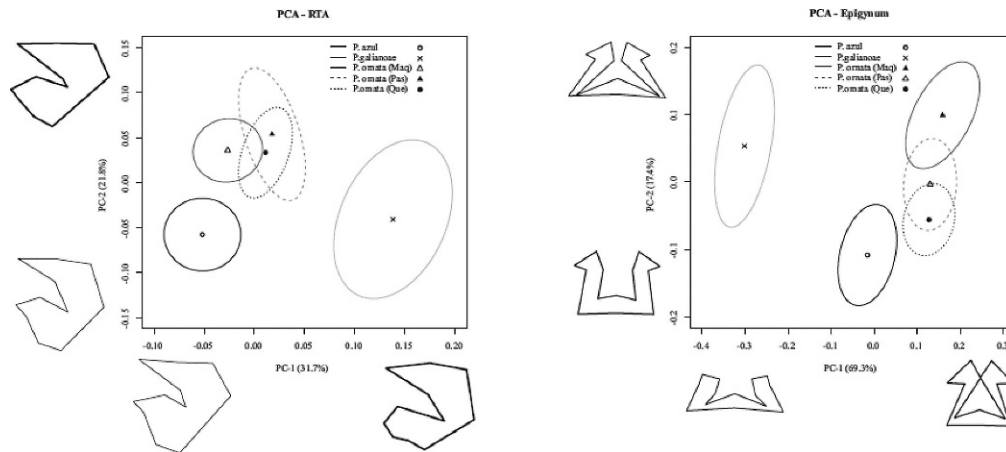 PCA - RTA
P. azul
P.galianoae
P. ornata (Maq)
P. ornata (Pas)
P.ornata (Que)
PC-2 (21.8%)
0.15
0.10
0.05
0.00
-0.05
-0.10
-0.15
-0.10
-0.05
0.00
0.05
0.10
0.15
0.20
PC-1 (31.7%)
PCA - Epigynum
P. azul
P.galianoae
P. ornata (Maq)
P. ornata (Pas)
P.ornata (Que)
PC-2 (17.4%)
0.2
0.1
0.0
-0.1
-0.2
-0.4
-0.3
-0.2
-0.1
0.0
0.1
0.2
0.3
PC-1 (69.3%)